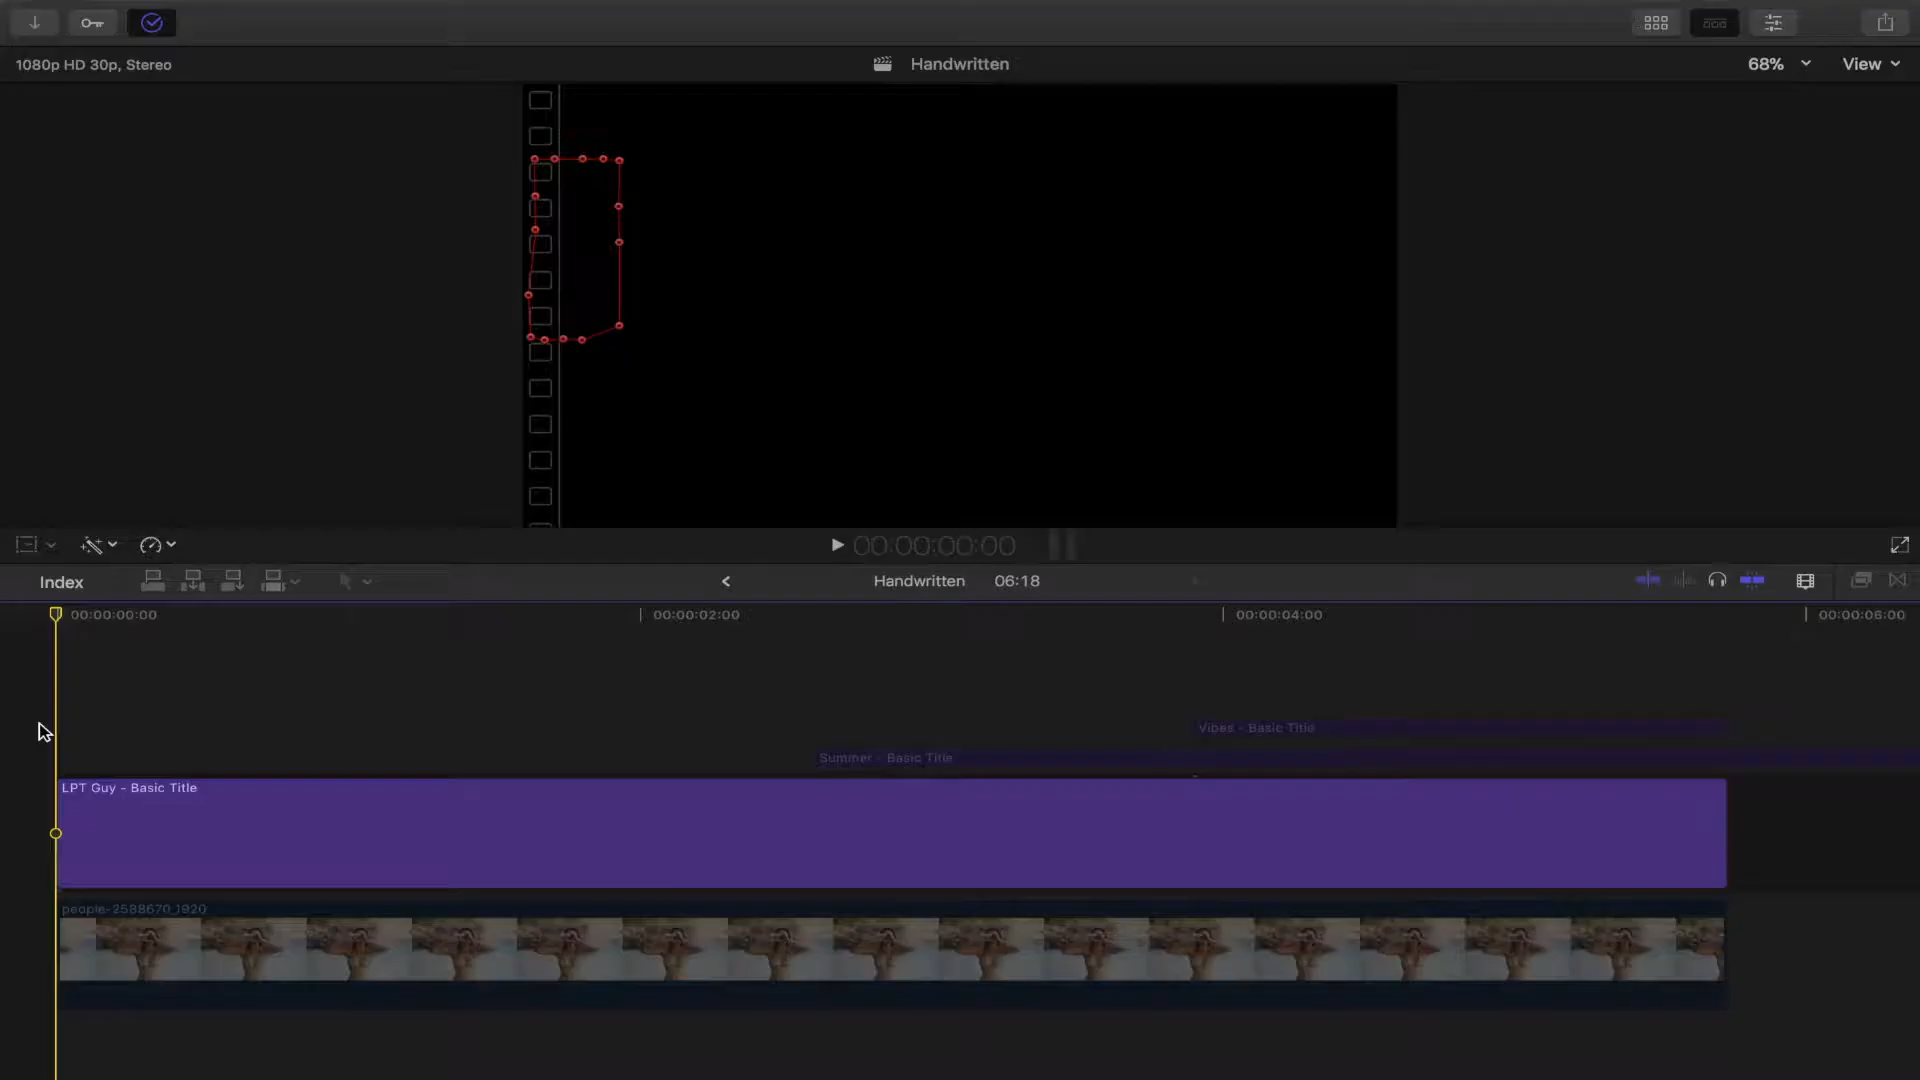 1080p HD 30p, Stereo
Handwritten
68%
View
00:00:00:00
Index
Handwritten
06:18
00:00:00:00
00:00:02:00
00:00:04:00
00:00:06:00
Vibes - Basic Title
Summer - Basic Title
LPT Guy - Basic Title
people-2588670_1920